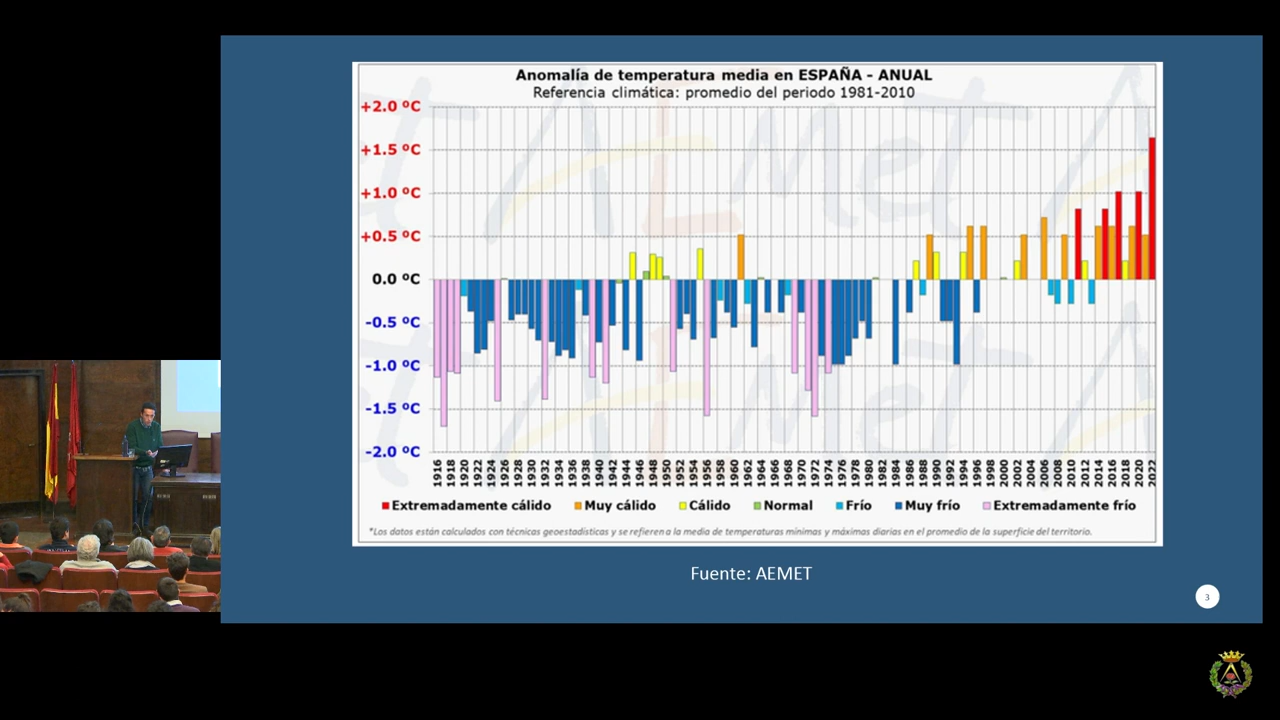 Anomalía de temperatura media en ESPAÑA - ANUAL
Referencia climática: promedio del periodo 1981-2010
+2.0 ºC
+1.5 ºC
+1.0 ºC
+0.5 ºC
0.0 ºC
-0.5 ºC
-1.0 ºC
-1.5 ºC
-2.0 ºC
1916 1918 1920 1922 1924 1926 1928 1930 1932 1934 1936 1938 1940 1942 1944 1946 1948 1950 1952 1954 1956 1958 1960 1962 1964 1966 1968 1970 1972 1974 1976 1978 1980 1982 1984 1986 1988 1990 1992 1994 1996 1998 2000 2002 2004 2006 2008 2010 2012 2014 2016 2018 2020 2022
Extremadamente cálido Muy cálido Cálido Normal Frío Muy frío Extremadamente frío
*Los datos están calculados con técnicas geoestadísticas y se refieren a la media de temperaturas mínimas y máximas diarias en el promedio de la superficie del territorio.
Fuente: AEMET
3